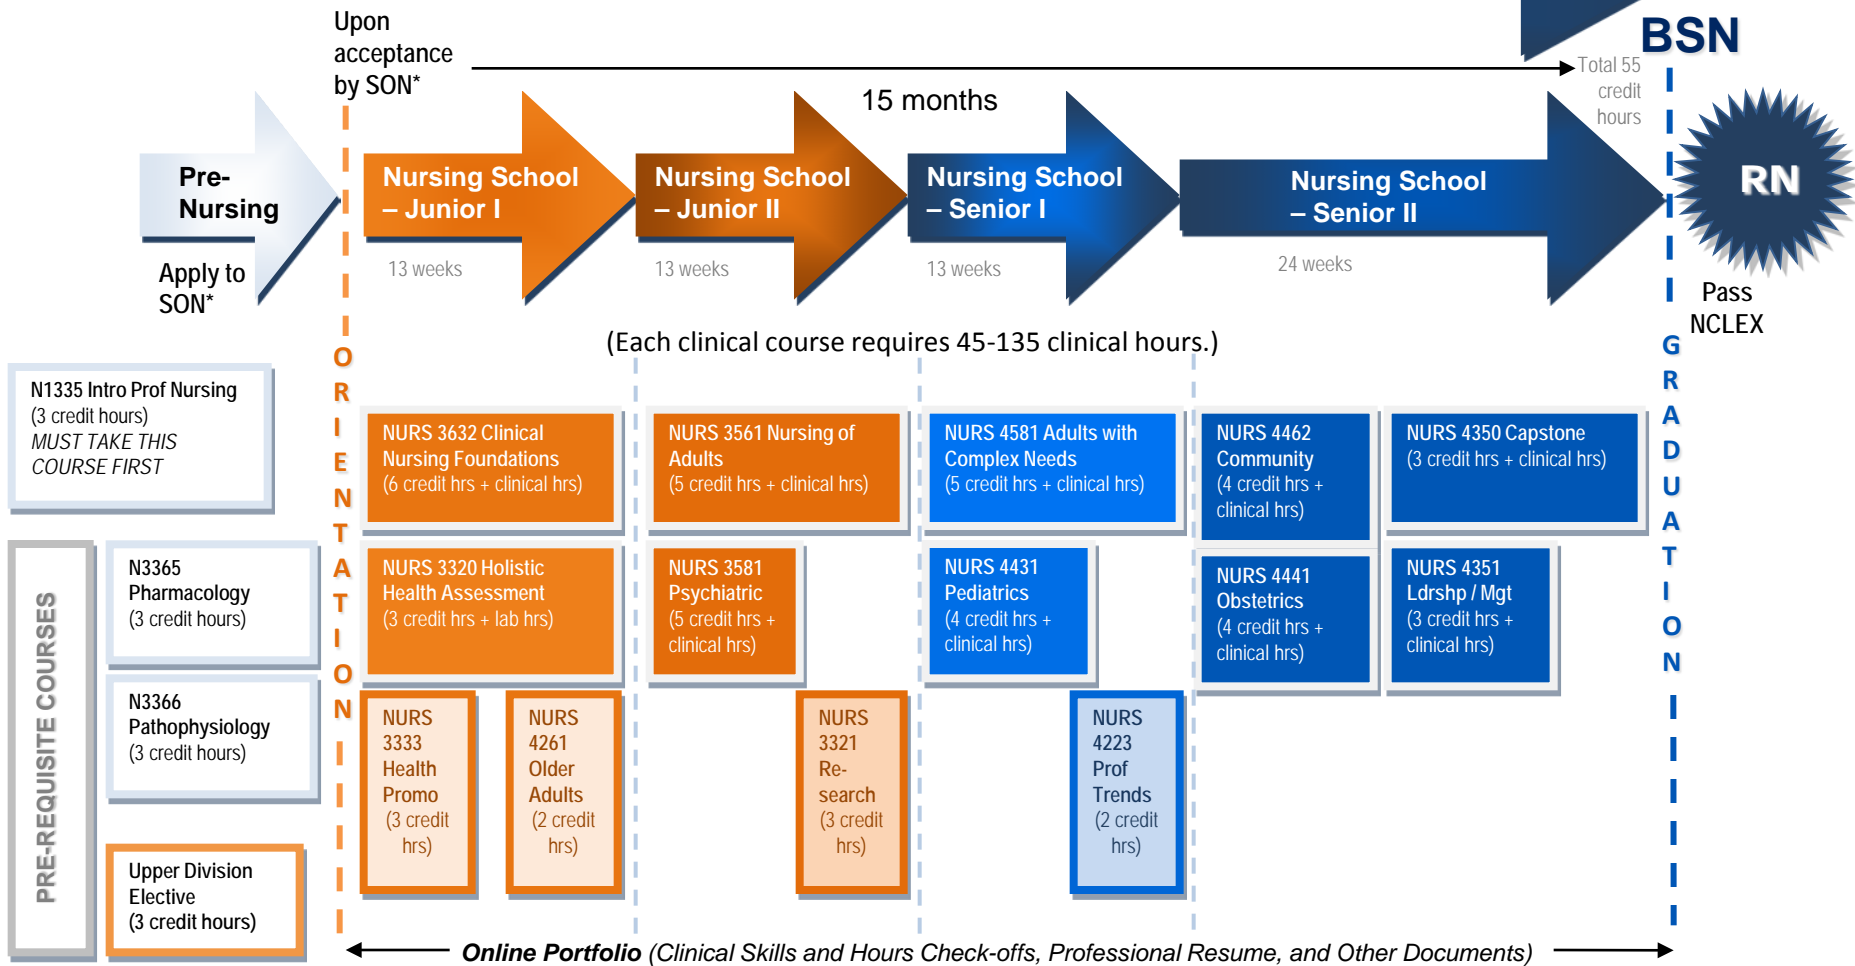 Upon
acceptance
by SON*
BSN
Total 55
credit
hours
15 months
Pre-
Nursing
Nursing School
– Junior I
Nursing School
– Junior II
Nursing School
– Senior I
Nursing School
– Senior II
RN
Apply to
SON*
13 weeks
13 weeks
13 weeks
24 weeks
Pass
NCLEX
(Each clinical course requires 45-135 clinical hours.)
ORIENTATION
GRADUATION
N1335 Intro Prof Nursing
(3 credit hours)
MUST TAKE THIS
COURSE FIRST
PRE-REQUISITE COURSES
N3365
Pharmacology
(3 credit hours)
N3366
Pathophysiology
(3 credit hours)
Upper Division
Elective
(3 credit hours)
NURS 3632 Clinical
Nursing Foundations
(6 credit hrs + clinical hrs)
NURS 3320 Holistic
Health Assessment
(3 credit hrs + lab hrs)
NURS
3333
Health
Promo
(3 credit
hrs)
NURS
4261
Older
Adults
(2 credit
hrs)
NURS 3561 Nursing of
Adults
(5 credit hrs + clinical hrs)
NURS 3581
Psychiatric
(5 credit hrs +
clinical hrs)
NURS
3321
Re-
search
(3 credit
hrs)
NURS 4581 Adults with
Complex Needs
(5 credit hrs + clinical hrs)
NURS 4431
Pediatrics
(4 credit hrs +
clinical hrs)
NURS
4223
Prof
Trends
(2 credit
hrs)
NURS 4462
Community
(4 credit hrs +
clinical hrs)
NURS 4441
Obstetrics
(4 credit hrs +
clinical hrs)
NURS 4350 Capstone
(3 credit hrs + clinical hrs)
NURS 4351
Ldrshp / Mgt
(3 credit hrs +
clinical hrs)
Online Portfolio (Clinical Skills and Hours Check-offs, Professional Resume, and Other Documents)